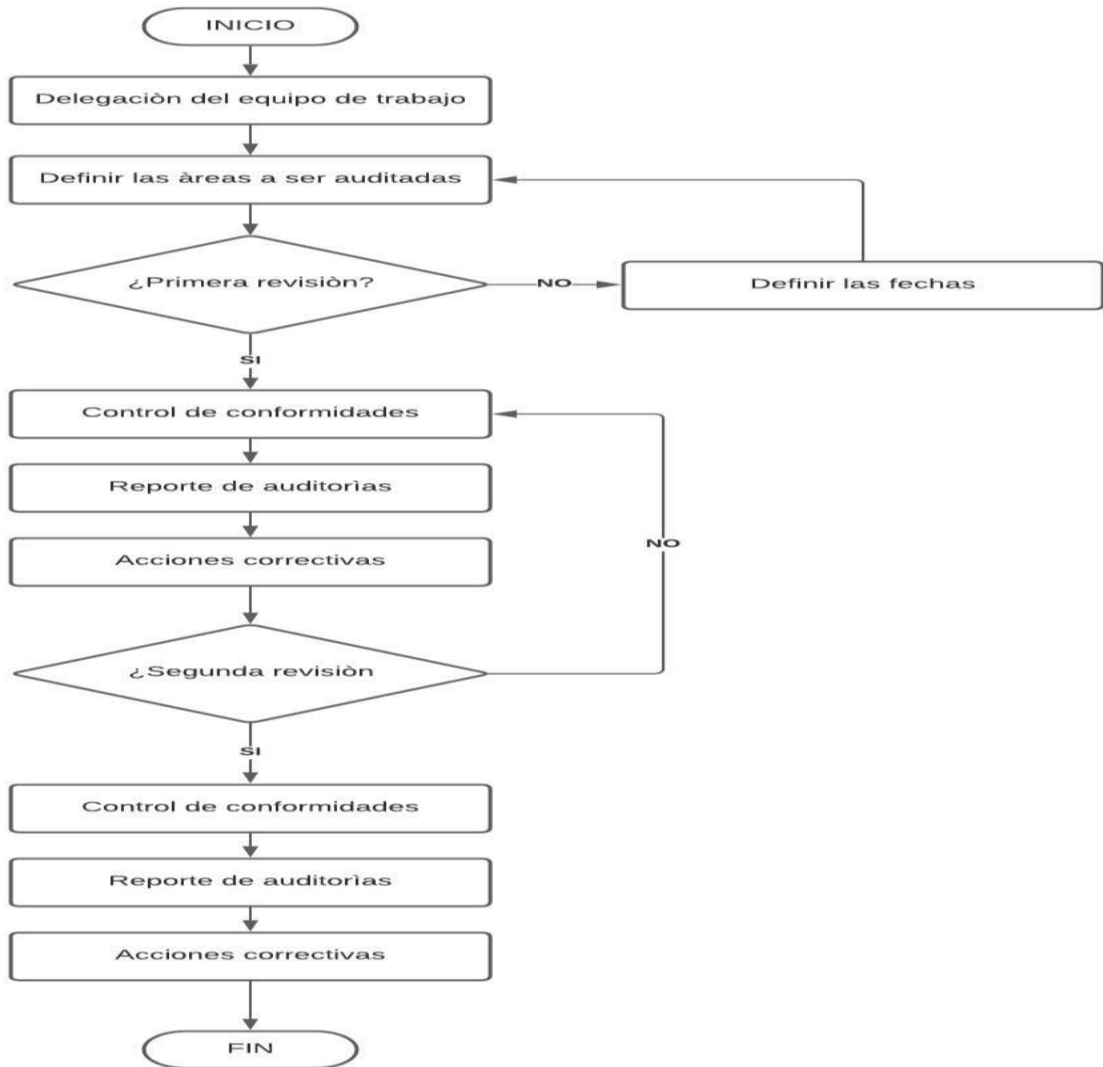 INICIO
Delegaciòn del equipo de trabajo
Definir las àreas a ser auditadas
¿Primera revisiòn?
NO
Definir las fechas
SI
Control de conformidades
Reporte de auditorìas
NO
Acciones correctivas
¿Segunda revisiòn
SI
Control de conformidades
Reporte de auditorìas
Acciones correctivas
FIN